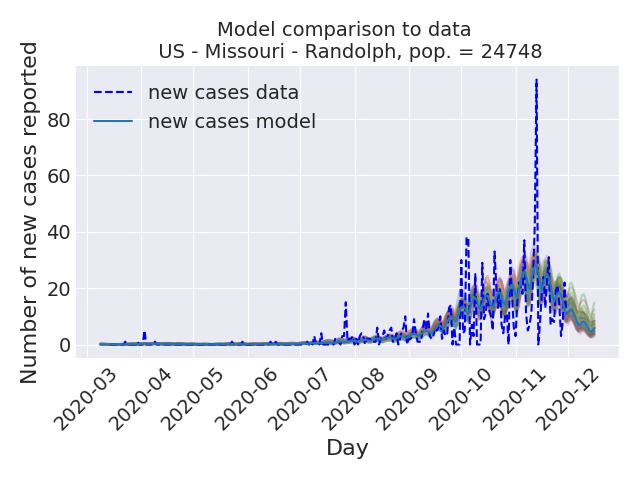 Model comparison to data
US - Missouri - Randolph, pop. = 24748
Number of new cases reported
80
60
40
20
0
new cases data
new cases model
2020-03
2020-04
2020-05
2020-06
2020-07
2020-08
2020-09
2020-10
2020-11
2020-12
Day